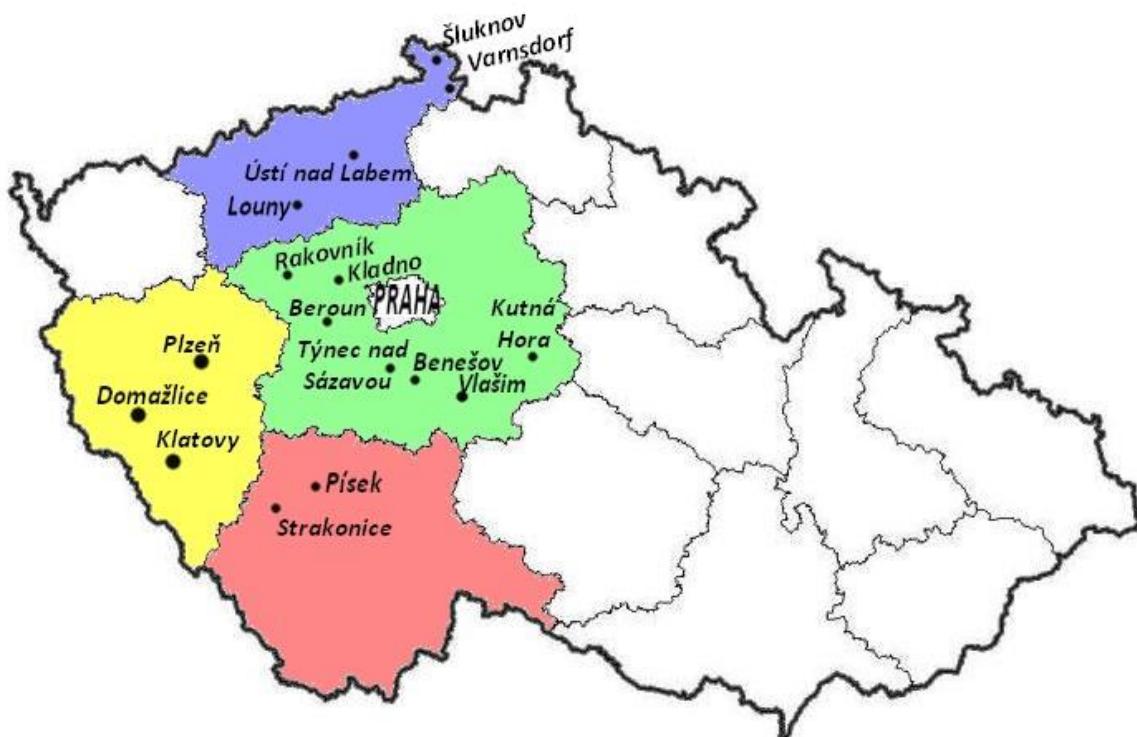 Šluknov
Varnsdorf
Ústí nad Labem
Louny
Rakovník
Kladno
PRAHA
Beroun
Kutná
Hora
Týnec nad
Sázavou
Benešov
Vlašim
Plzeň
Domažlice
Klatovy
Písek
Strakonice